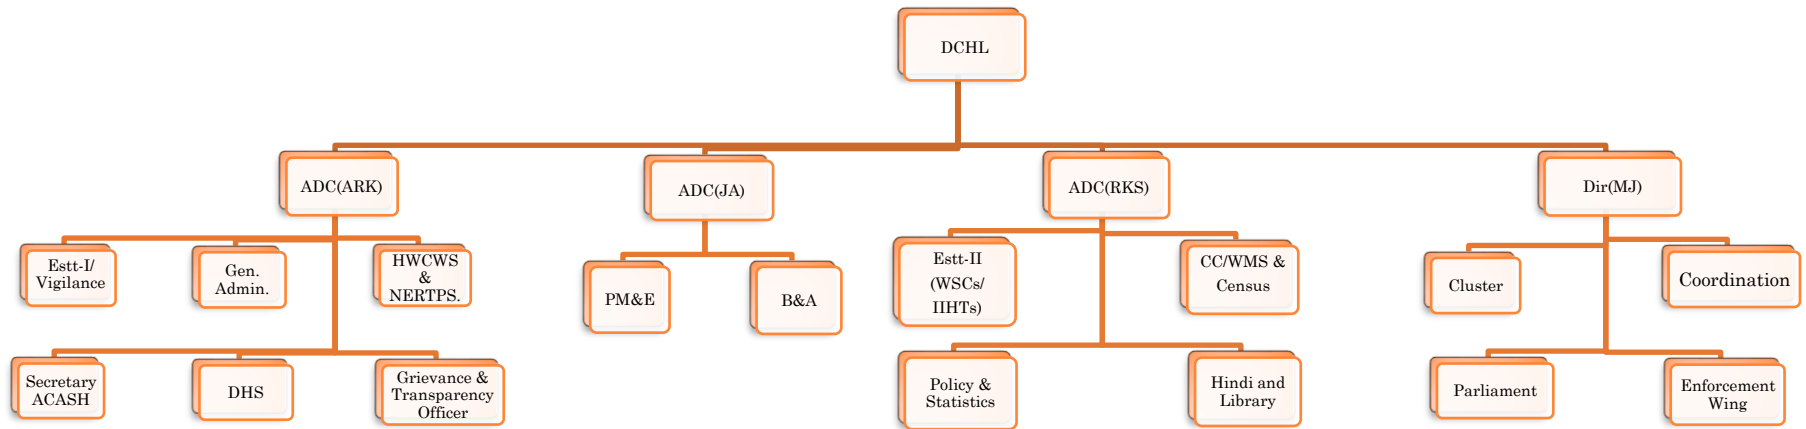 DCHL
ADC(ARK)
ADC(JA)
ADC(RKS)
Dir(MJ)
Estt-I/
Vigilance
Gen.
Admin.
HWCWS
&
NERTPS.
PM&E
B&A
Estt-II
(WSCs/
IIHTs)
CC/WMS &
Census
Cluster
Coordination
Secretary
ACASH
DHS
Grievance &
Transparency
Officer
Policy &
Statistics
Hindi and
Library
Parliament
Enforcement
Wing